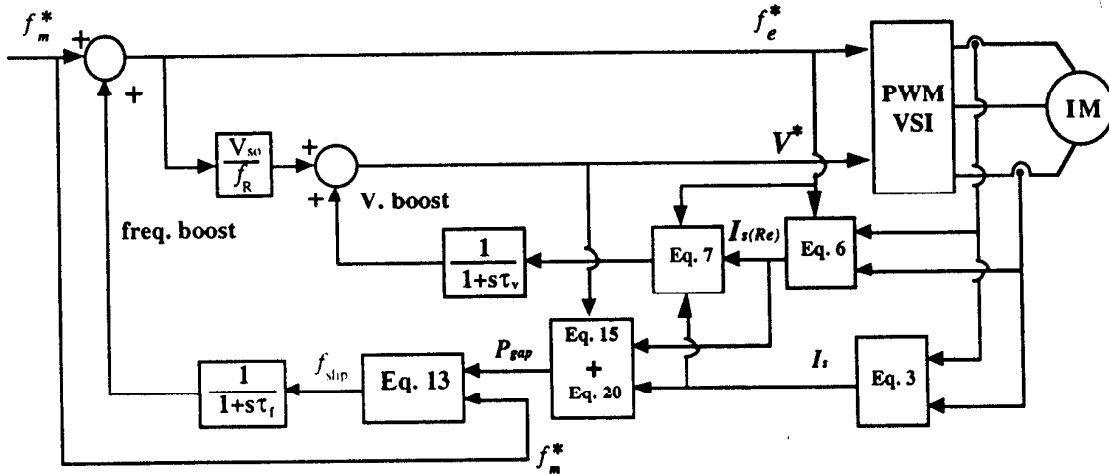 f*m
+
+
f*e
PWM
VSI
IM
Vso
fR
+
+
V*
V. boost
freq. boost
1
1+sτv
Eq. 7
Is(Re)
Eq. 6
Eq. 15
+
Eq. 20
Pgap
Is
Eq. 3
Eq. 13
fslip
1
1+sτf
f*m